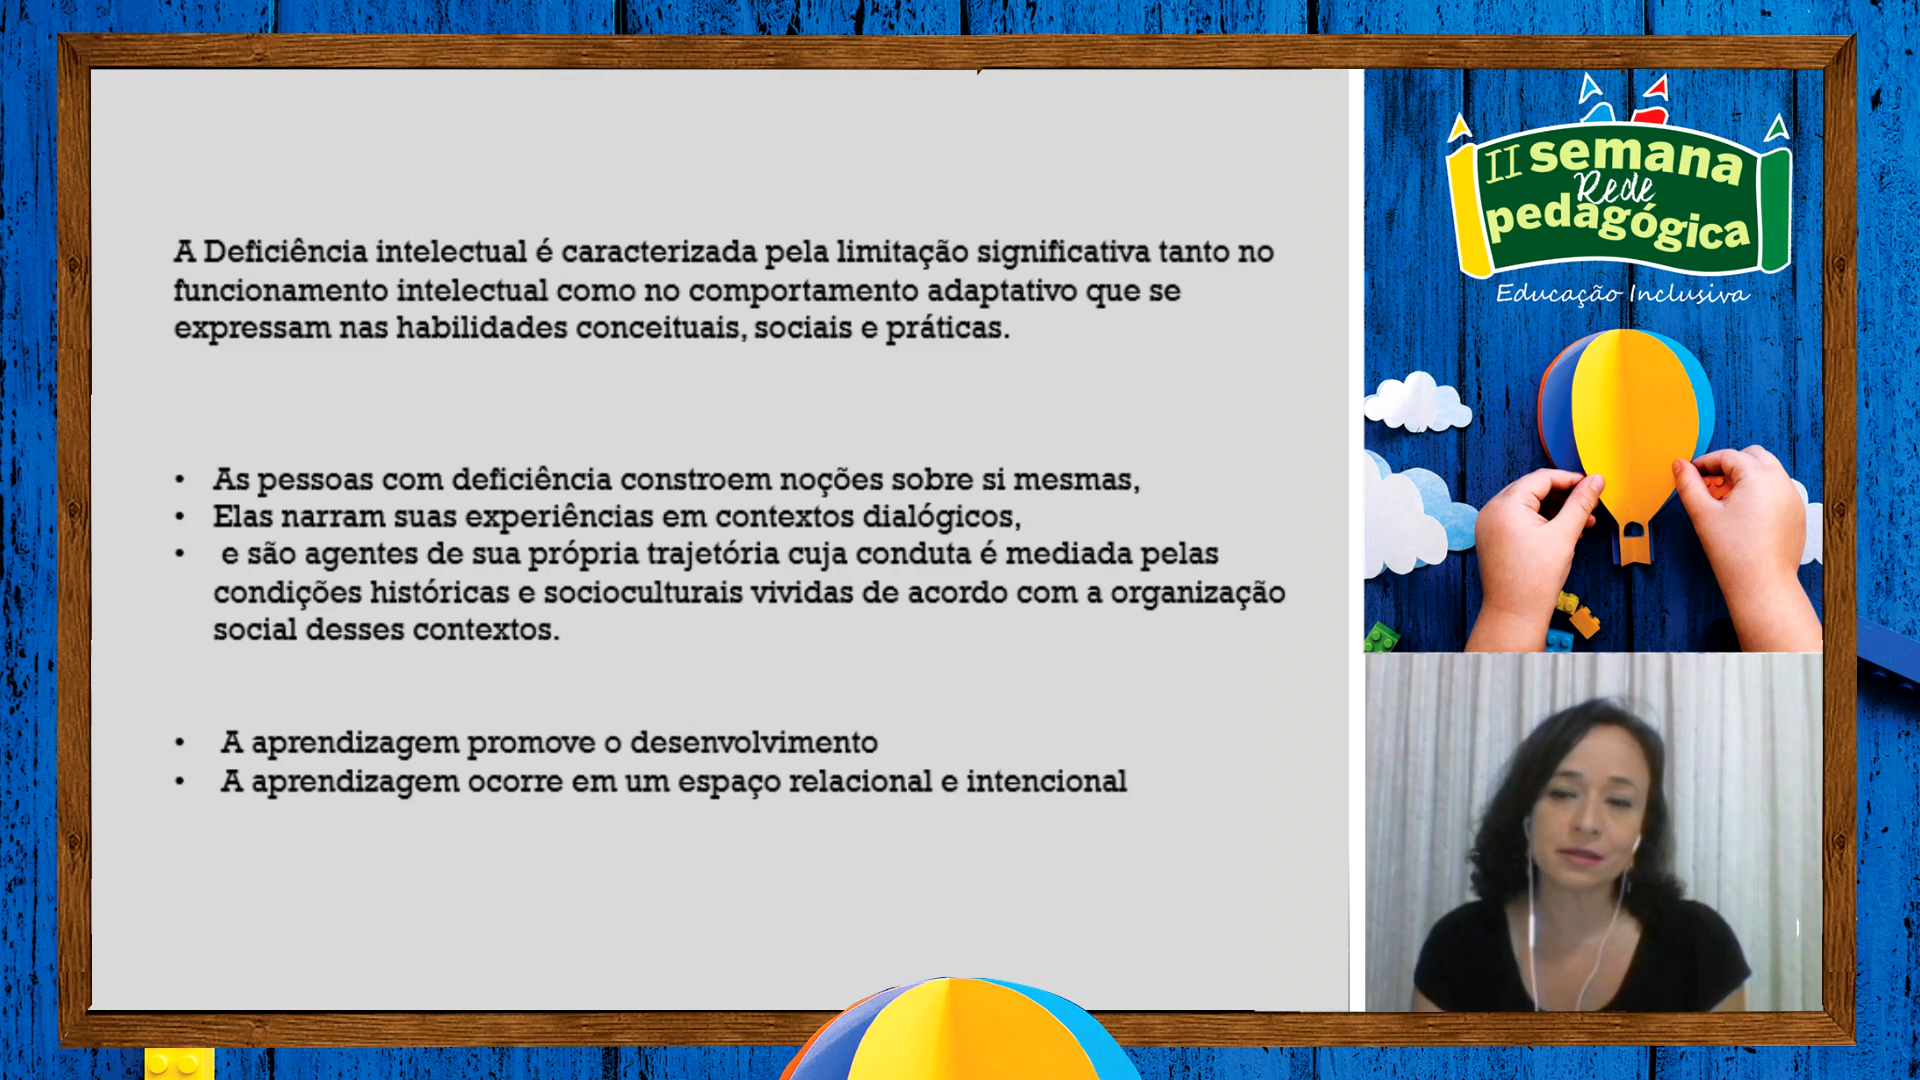 A Deficiência intelectual é caracterizada pela limitação significativa tanto no
funcionamento intelectual como no comportamento adaptativo que se
expressam nas habilidades conceituais, sociais e práticas.
• As pessoas com deficiência constroem noções sobre si mesmas,
• Elas narram suas experiências em contextos dialógicos,
• e são agentes de sua própria trajetória cuja conduta é mediada pelas
condições históricas e socioculturais vividas de acordo com a organização
social desses contextos.
• A aprendizagem promove o desenvolvimento
• A aprendizagem ocorre em um espaço relacional e intencional
II semana
Rede
pedagógica
Educação Inclusiva